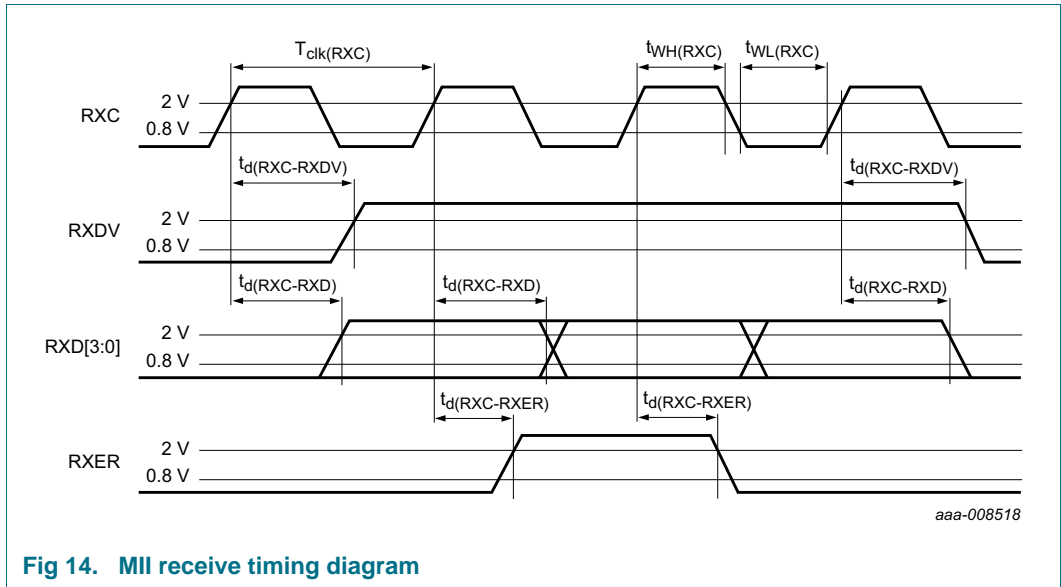 Tclk(RXC)
tWH(RXC) tWL(RXC)
RXC
2 V
0.8 V
td(RXC-RXDV) td(RXC-RXDV)
RXDV
2 V
0.8 V
td(RXC-RXD) td(RXC-RXD) td(RXC-RXD)
RXD[3:0]
2 V
0.8 V
td(RXC-RXER) td(RXC-RXER)
RXER
2 V
0.8 V
aaa-008518
Fig 14. MII receive timing diagram